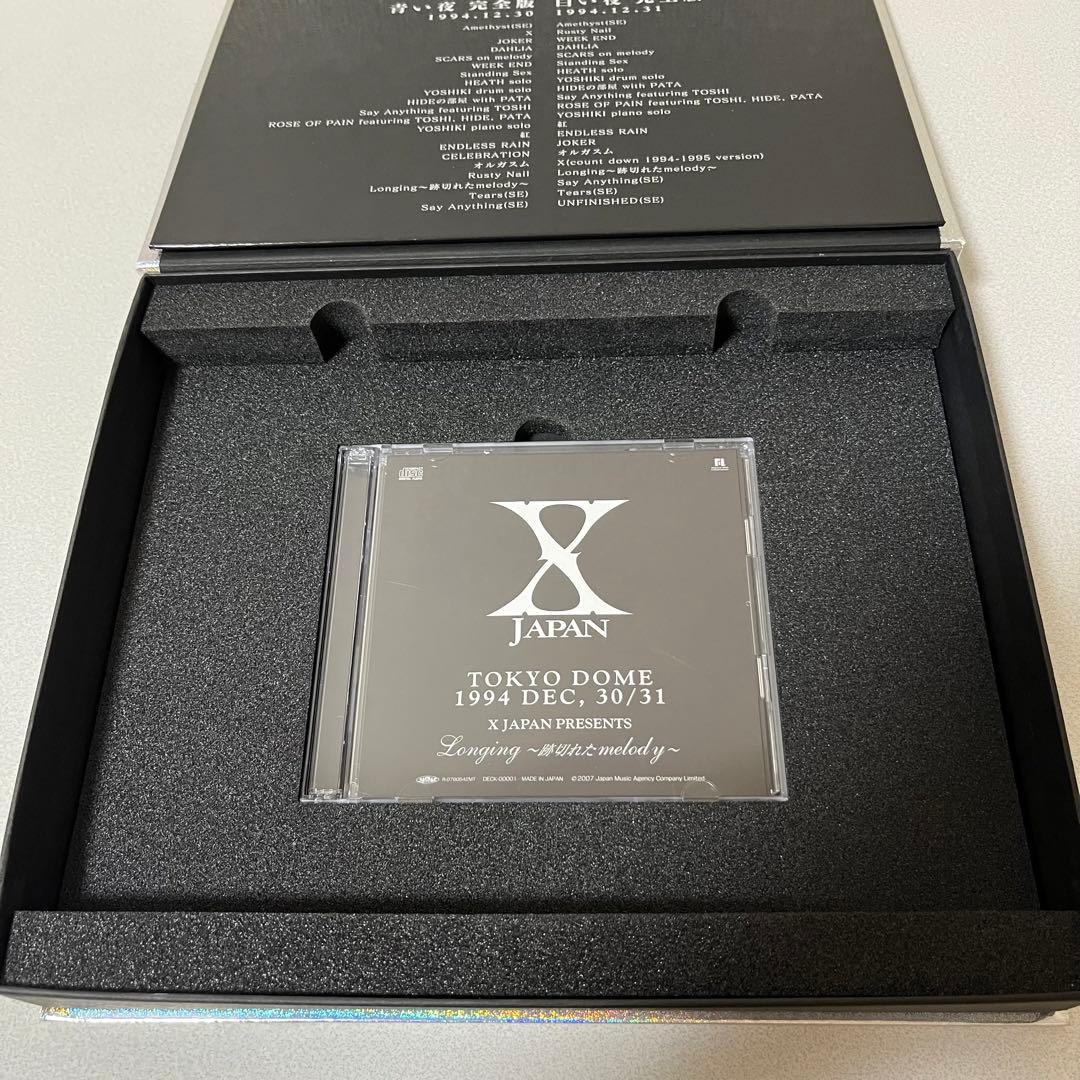 青い夜 完全版
1994.12.30
Amethyst(SE)
X
JOKER
DAHLIA
SCARS on melody
WEEK END
Standing Sex
HEATH solo
YOSHIKI drum solo
HIDEの部屋 with PATA
Say Anything featuring TOSHI
ROSE OF PAIN featuring TOSHI, HIDE, PATA
YOSHIKI piano solo
紅
ENDLESS RAIN
CELEBRATION
オルガスム
Rusty Nail
Longing〜跡切れたmelody〜
Tears(SE)
Say Anything(SE)
白い夜 完全版
1994.12.31
Amethyst(SE)
Rusty Nail
WEEK END
DAHLIA
SCARS on melody
Standing Sex
HEATH solo
YOSHIKI drum solo
HIDEの部屋 with PATA
Say Anything featuring TOSHI
ROSE OF PAIN featuring TOSHI, HIDE, PATA
YOSHIKI piano solo
紅
ENDLESS RAIN
JOKER
オルガスム
X(count down 1994-1995 version)
Longing〜跡切れたmelody〜
Say Anything(SE)
Tears(SE)
UNFINISHED(SE)
disc
DIGITAL AUDIO
X
JAPAN
TOKYO DOME
1994 DEC, 30/31
X JAPAN PRESENTS
Longing 〜跡切れた melody〜
R-0760542MT DECK-00001 · MADE IN JAPAN © 2007 Japan Music Agency Company Limited